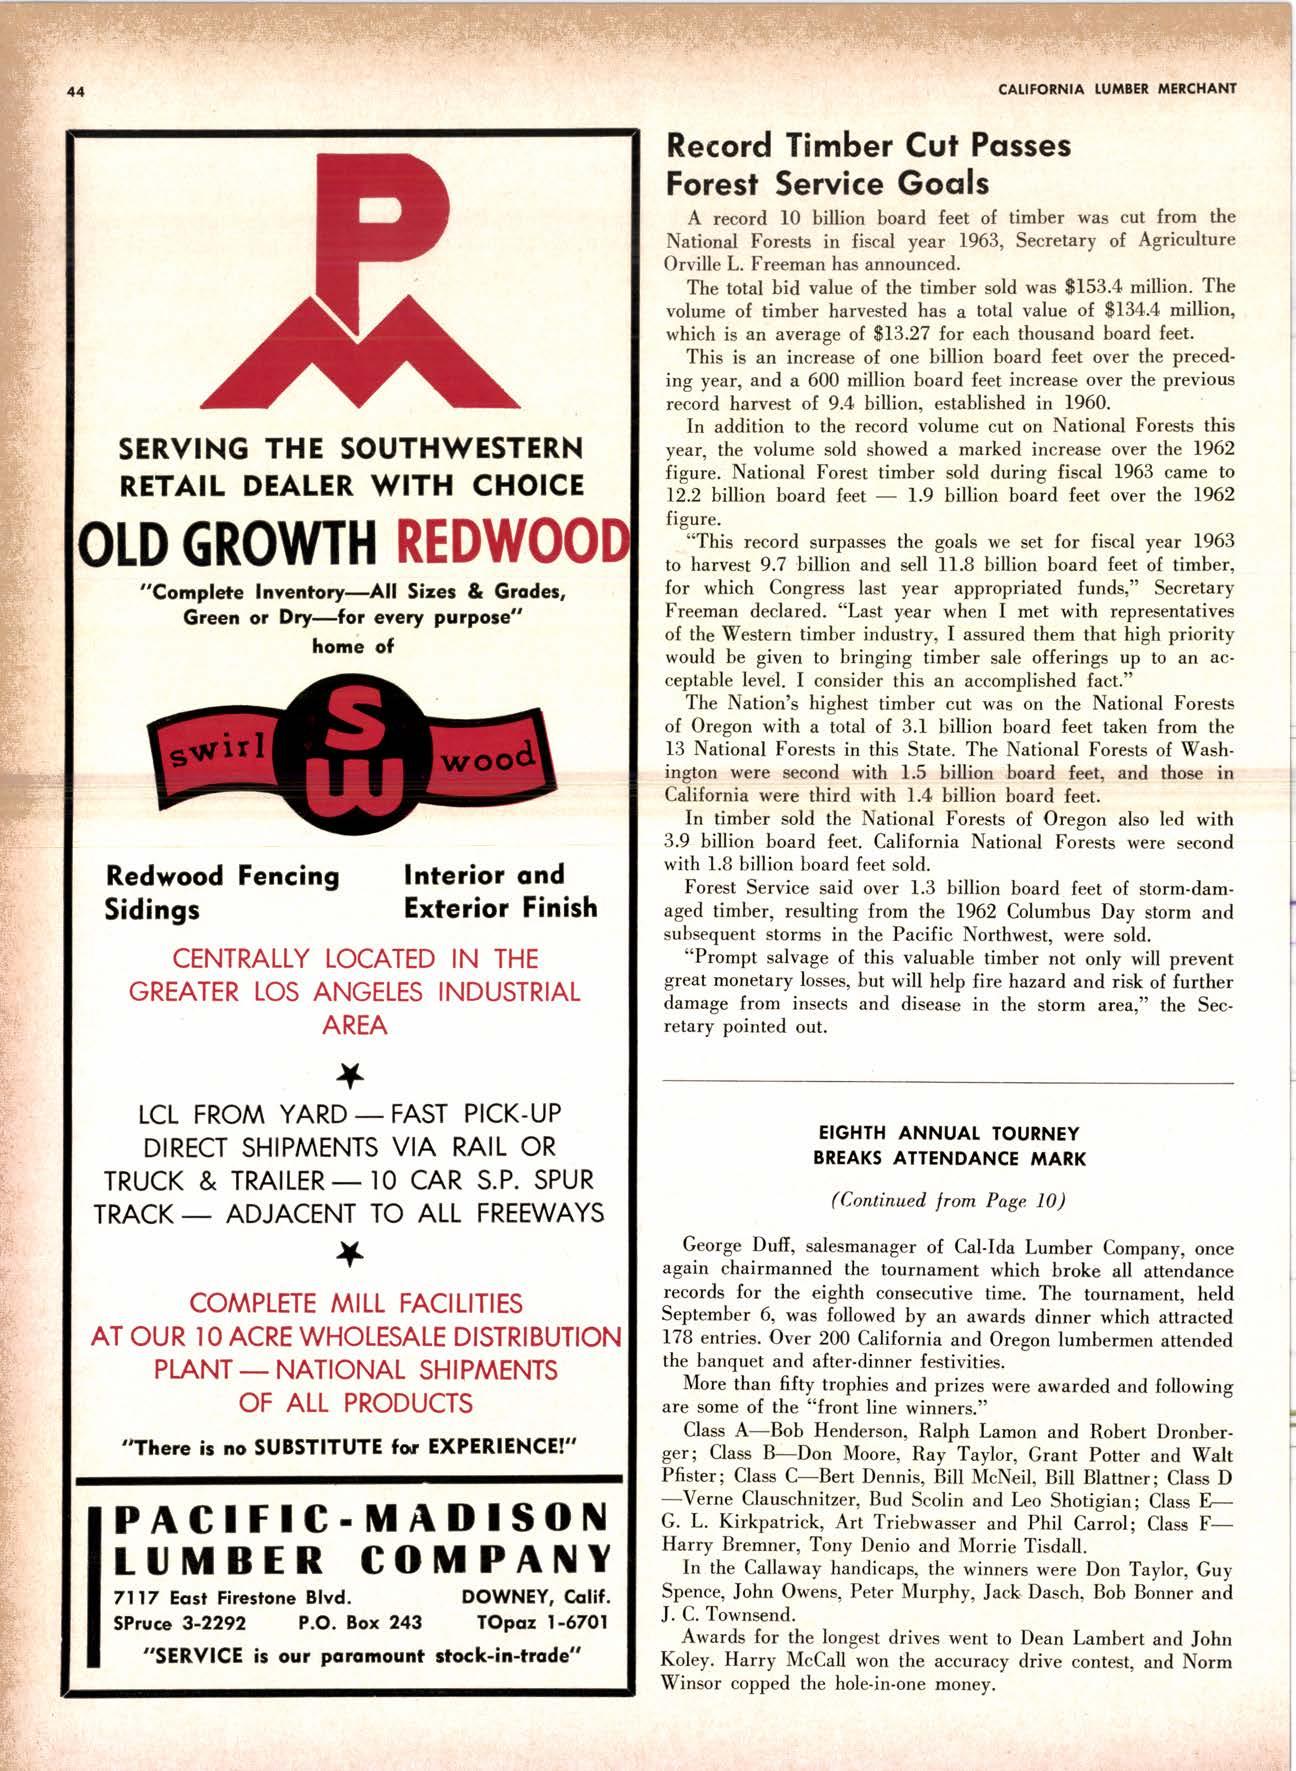 44
CALIFORNIA LUMBER MERCHANT
P
M
SERVING THE SOUTHWESTERN
RETAIL DEALER WITH CHOICE
OLD GROWTH REDWOOD
"Complete Inventory—All Sizes & Grades,
Green or Dry—for every purpose"
home of
swirl SW wood
Redwood Fencing
Sidings
Interior and
Exterior Finish
CENTRALLY LOCATED IN THE
GREATER LOS ANGELES INDUSTRIAL
AREA
LCL FROM YARD — FAST PICK-UP
DIRECT SHIPMENTS VIA RAIL OR
TRUCK & TRAILER — 10 CAR S.P. SPUR
TRACK — ADJACENT TO ALL FREEWAYS
COMPLETE MILL FACILITIES
AT OUR 10 ACRE WHOLESALE DISTRIBUTION
PLANT — NATIONAL SHIPMENTS
OF ALL PRODUCTS
"There is no SUBSTITUTE for EXPERIENCE!"
PACIFIC-MADISON
LUMBER COMPANY
7117 East Firestone Blvd. DOWNEY, Calif.
SPruce 3-2292 P.O. Box 243 TOpaz 1-6701
"SERVICE is our paramount stock-in-trade"
Record Timber Cut Passes
Forest Service Goals
A record 10 billion board feet of timber was cut from the
National Forests in fiscal year 1963, Secretary of Agriculture
Orville L. Freeman has announced.
The total bid value of the timber sold was $153.4 million. The
volume of timber harvested has a total value of $134.4 million,
which is an average of $13.27 for each thousand board feet.
This is an increase of one billion board feet over the preced-
ing year, and a 600 million board feet increase over the previous
record harvest of 9.4 billion, established in 1960.
In addition to the record volume cut on National Forests this
year, the volume sold showed a marked increase over the 1962
figure. National Forest timber sold during fiscal 1963 came to
12.2 billion board feet — 1.9 billion board feet over the 1962
figure.
“This record surpasses the goals we set for fiscal year 1963
to harvest 9.7 billion and sell 11.8 billion board feet of timber,
for which Congress last year appropriated funds,” Secretary
Freeman declared. “Last year when I met with representatives
of the Western timber industry, I assured them that high priority
would be given to bringing timber sale offerings up to an ac-
ceptable level. I consider this an accomplished fact.”
The Nation’s highest timber cut was on the National Forests
of Oregon with a total of 3.1 billion board feet taken from the
13 National Forests in this State. The National Forests of Wash-
ington were second with 1.5 billion board feet, and those in
California were third with 1.4 billion board feet.
In timber sold the National Forests of Oregon also led with
3.9 billion board feet. California National Forests were second
with 1.8 billion board feet sold.
Forest Service said over 1.3 billion board feet of storm-dam-
aged timber, resulting from the 1962 Columbus Day storm and
subsequent storms in the Pacific Northwest, were sold.
“Prompt salvage of this valuable timber not only will prevent
great monetary losses, but will help fire hazard and risk of further
damage from insects and disease in the storm area,” the Sec-
retary pointed out.
EIGHTH ANNUAL TOURNEY
BREAKS ATTENDANCE MARK
(Continued from Page 10)
George Duff, salesmanager of Cal-Ida Lumber Company, once
again chairmanned the tournament which broke all attendance
records for the eighth consecutive time. The tournament, held
September 6, was followed by an awards dinner which attracted
178 entries. Over 200 California and Oregon lumbermen attended
the banquet and after-dinner festivities.
More than fifty trophies and prizes were awarded and following
are some of the “front line winners.”
Class A—Bob Henderson, Ralph Lamon and Robert Dronber-
ger; Class B—Don Moore, Ray Taylor, Grant Potter and Walt
Pfister; Class C—Bert Dennis, Bill McNeil, Bill Blattner; Class D
—Verne Clauschnitzer, Bud Scolin and Leo Shotigian; Class E—
G. L. Kirkpatrick, Art Triebwasser and Phil Carrol; Class F—
Harry Bremner, Tony Denio and Morrie Tisdall.
In the Callaway handicaps, the winners were Don Taylor, Guy
Spence, John Owens, Peter Murphy, Jack Dasch, Bob Bonner and
J. C. Townsend.
Awards for the longest drives went to Dean Lambert and John
Koley. Harry McCall won the accuracy drive contest, and Norm
Winsor copped the hole-in-one money.